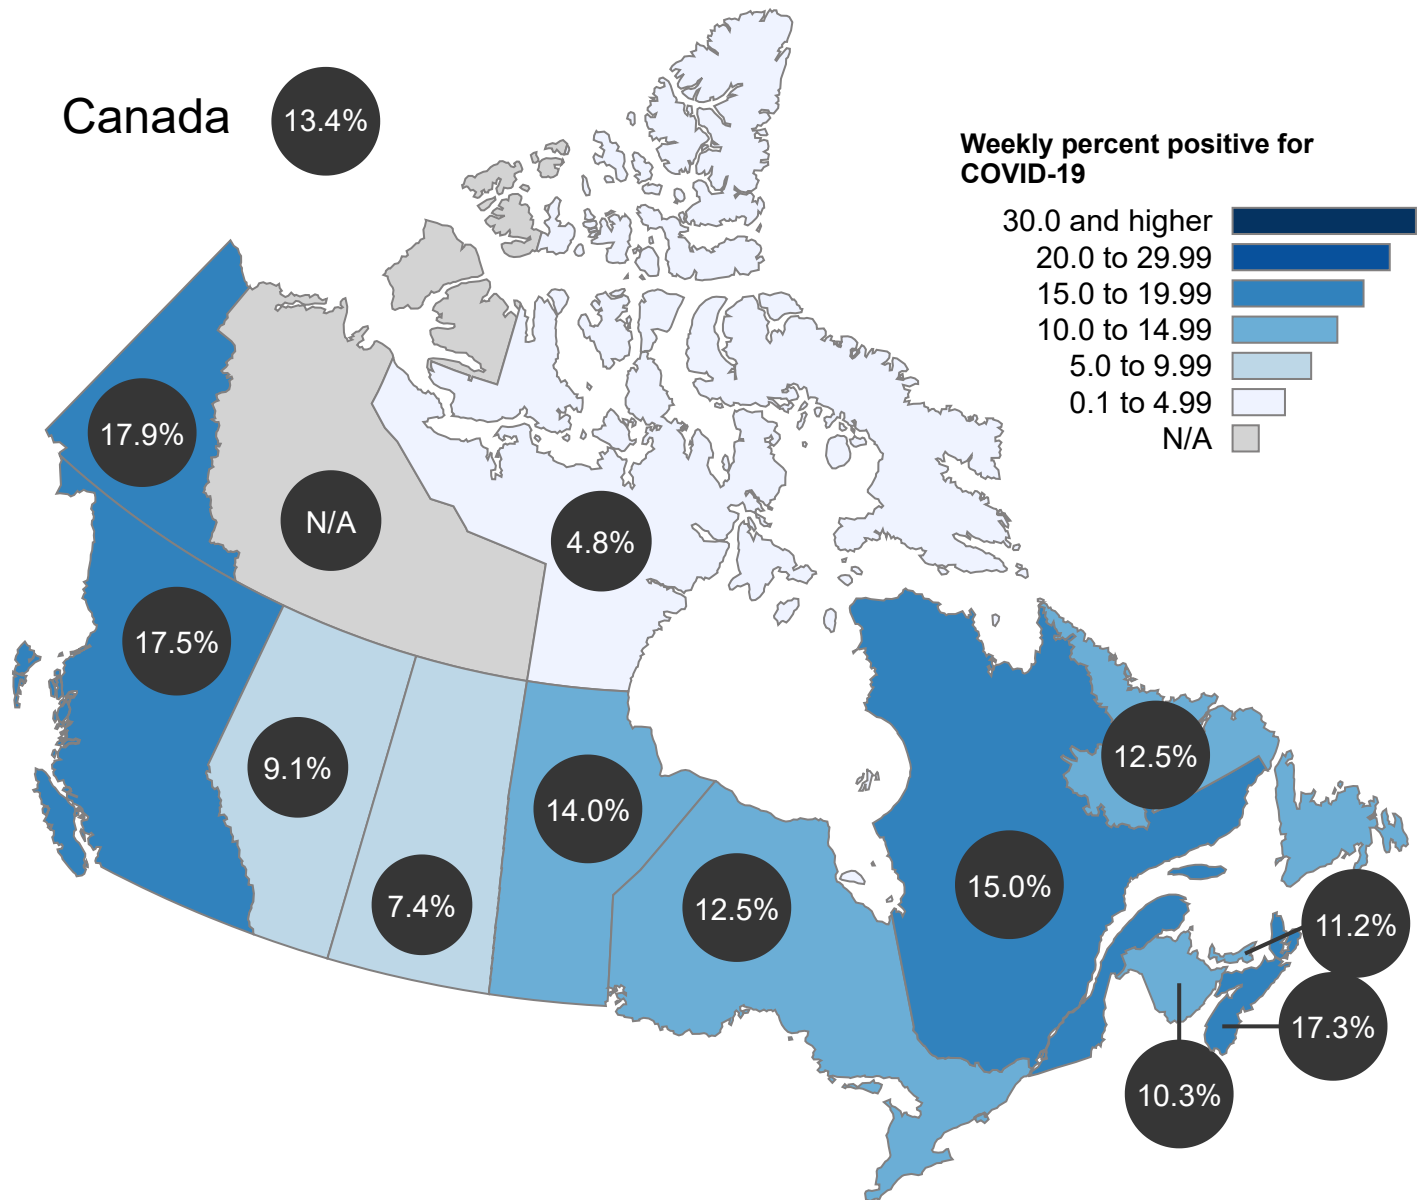 Canada
13.4%
Weekly percent positive for
COVID-19
30.0 and higher
20.0 to 29.99
15.0 to 19.99
10.0 to 14.99
5.0 to 9.99
0.1 to 4.99
N/A
17.9%
N/A
4.8%
17.5%
9.1%
7.4%
14.0%
12.5%
15.0%
12.5%
11.2%
17.3%
10.3%